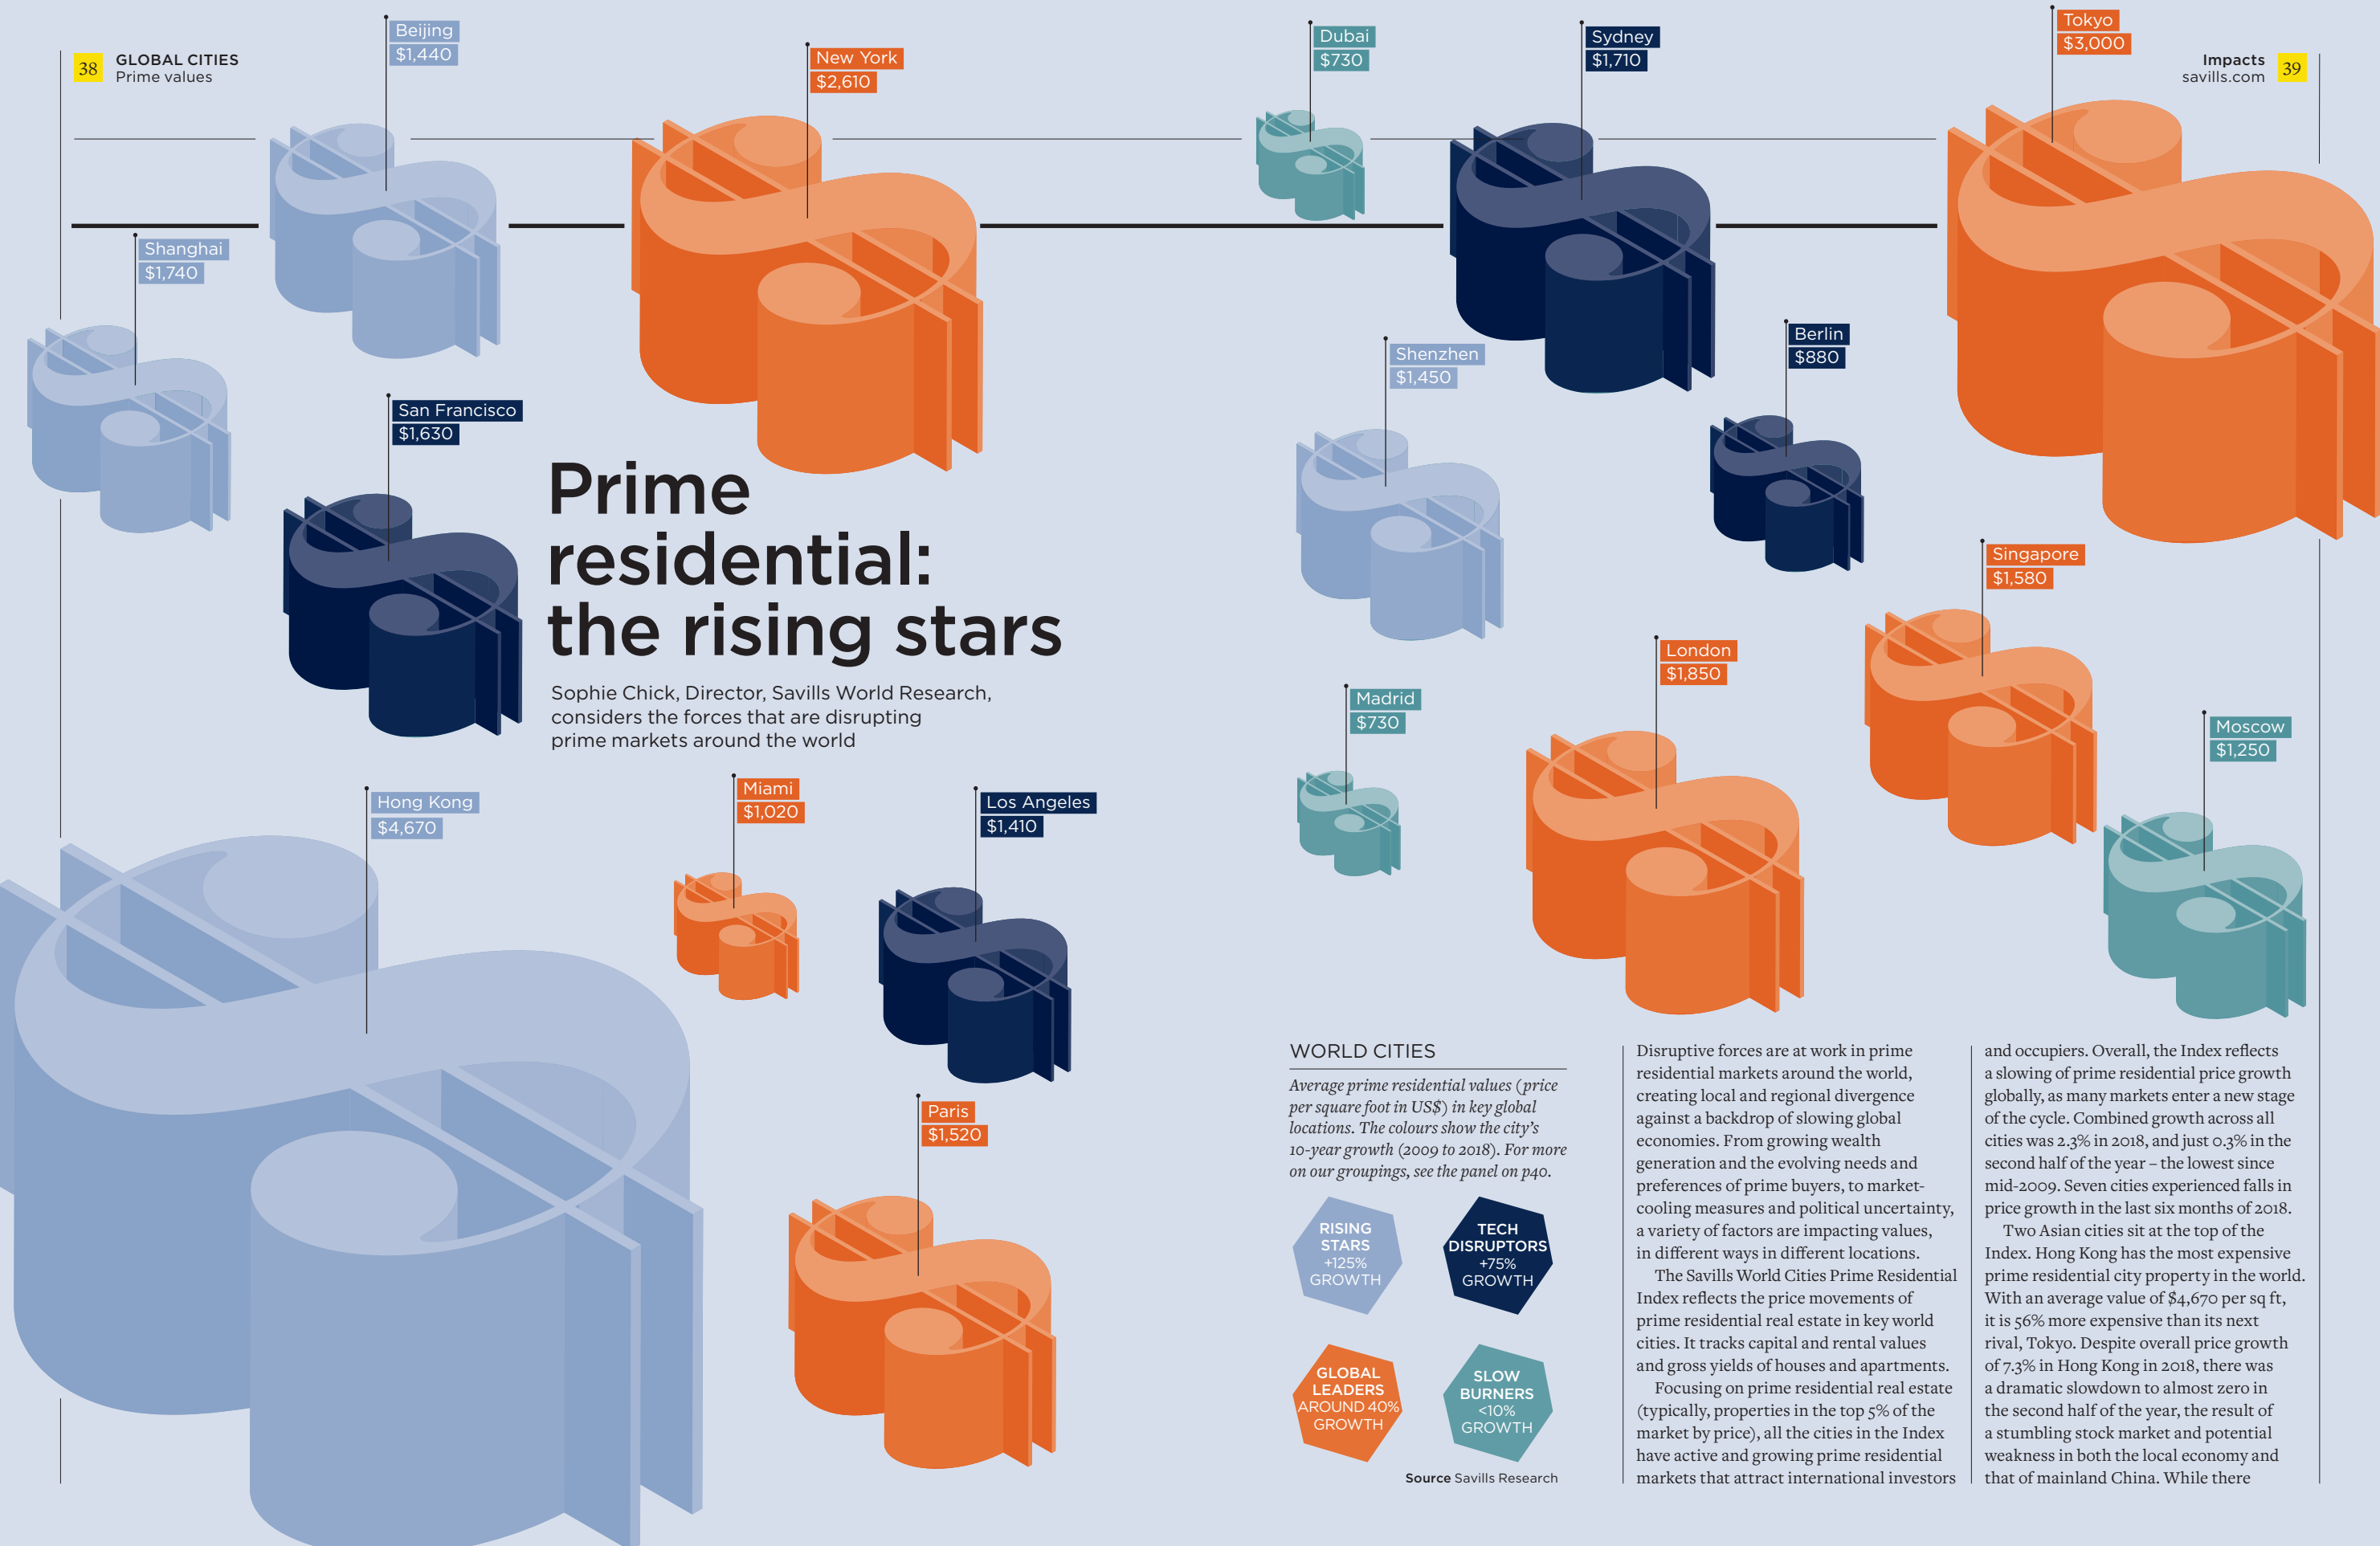 38
GLOBAL CITIES
Prime values
Beijing
$1,440
New York
$2,610
Shanghai
$1,740
San Francisco
$1,630
Prime
residential:
the rising stars
Sophie Chick, Director, Savills World Research,
considers the forces that are disrupting
prime markets around the world
Hong Kong
$4,670
Miami
$1,020
Los Angeles
$1,410
Paris
$1,520
Dubai
$730
Sydney
$1,710
Tokyo
$3,000
Impacts
savills.com
39
Shenzhen
$1,450
Berlin
$880
Singapore
$1,580
London
$1,850
Madrid
$730
Moscow
$1,250
WORLD CITIES
Average prime residential values (price
per square foot in US$) in key global
locations. The colours show the city’s
10-year growth (2009 to 2018). For more
on our groupings, see the panel on p40.
RISING
STARS
+125%
GROWTH
TECH
DISRUPTORS
+75%
GROWTH
GLOBAL
LEADERS
AROUND 40%
GROWTH
SLOW
BURNERS
<10%
GROWTH
Source Savills Research
Disruptive forces are at work in prime
residential markets around the world,
creating local and regional divergence
against a backdrop of slowing global
economies. From growing wealth
generation and the evolving needs and
preferences of prime buyers, to market-
cooling measures and political uncertainty,
a variety of factors are impacting values,
in different ways in different locations.
The Savills World Cities Prime Residential
Index reflects the price movements of
prime residential real estate in key world
cities. It tracks capital and rental values
and gross yields of houses and apartments.
Focusing on prime residential real estate
(typically, properties in the top 5% of the
market by price), all the cities in the Index
have active and growing prime residential
markets that attract international investors
and occupiers. Overall, the Index reflects
a slowing of prime residential price growth
globally, as many markets enter a new stage
of the cycle. Combined growth across all
cities was 2.3% in 2018, and just 0.3% in the
second half of the year – the lowest since
mid-2009. Seven cities experienced falls in
price growth in the last six months of 2018.
Two Asian cities sit at the top of the
Index. Hong Kong has the most expensive
prime residential city property in the world.
With an average value of $4,670 per sq ft,
it is 56% more expensive than its next
rival, Tokyo. Despite overall price growth
of 7.3% in Hong Kong in 2018, there was
a dramatic slowdown to almost zero in
the second half of the year, the result of
a stumbling stock market and potential
weakness in both the local economy and
that of mainland China. While there